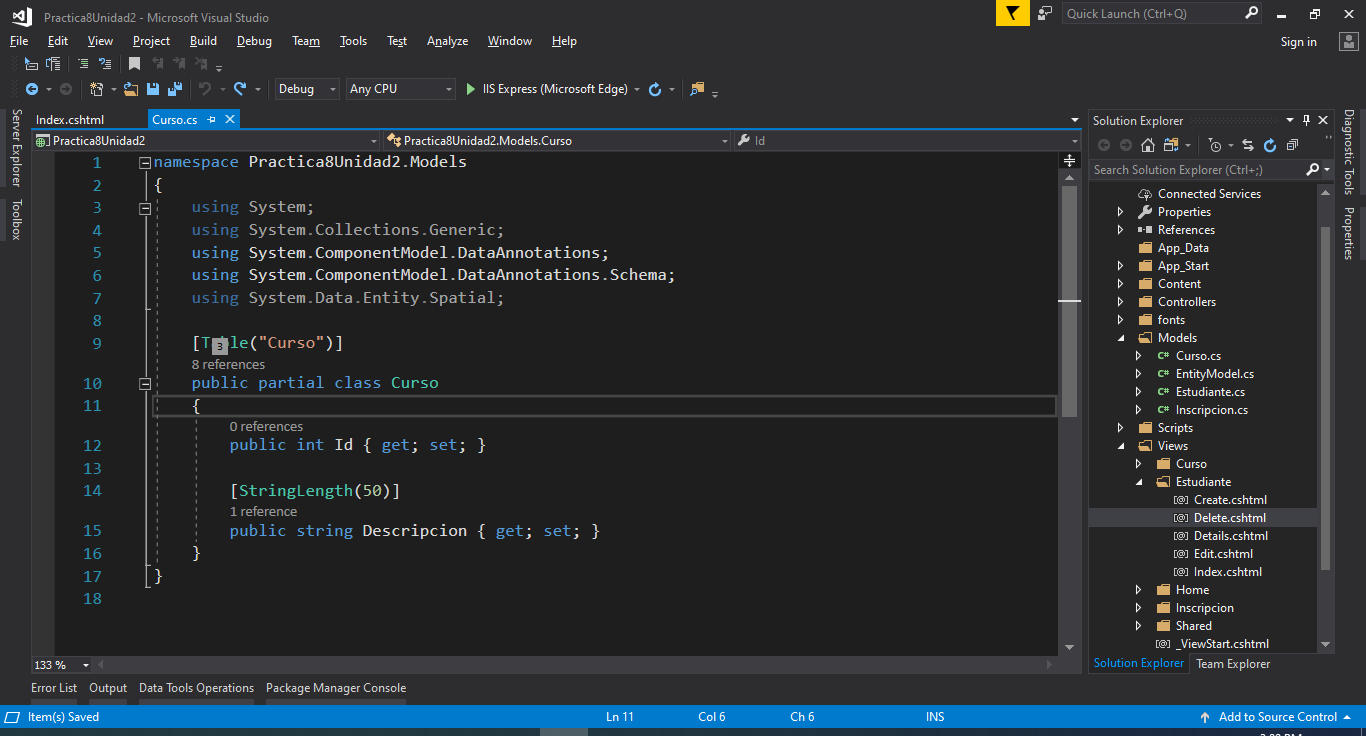 Practica8Unidad2 - Microsoft Visual Studio
Quick Launch (Ctrl+Q)
File Edit View Project Build Debug Team Tools Test Analyze Window Help
Sign in
Debug Any CPU IIS Express (Microsoft Edge)
Server Explorer
Toolbox
Index.cshtml Curso.cs
Practica8Unidad2 Practica8Unidad2.Models.Curso Id
1 namespace Practica8Unidad2.Models
2 {
3 using System;
4 using System.Collections.Generic;
5 using System.ComponentModel.DataAnnotations;
6 using System.ComponentModel.DataAnnotations.Schema;
7 using System.Data.Entity.Spatial;
8
9 [T 3 le("Curso")]
8 references
10 public partial class Curso
11 {
0 references
12 public int Id { get; set; }
13
14 [StringLength(50)]
1 reference
15 public string Descripcion { get; set; }
16 }
17 }
18
133 %
Solution Explorer
Search Solution Explorer (Ctrl+;)
Connected Services
Properties
References
App_Data
App_Start
Content
Controllers
fonts
Models
C# Curso.cs
C# EntityModel.cs
C# Estudiante.cs
C# Inscripcion.cs
Scripts
Views
Curso
Estudiante
[@] Create.cshtml
[@] Delete.cshtml
[@] Details.cshtml
[@] Edit.cshtml
[@] Index.cshtml
Home
Inscripcion
Shared
[@] _ViewStart.cshtml
Solution Explorer Team Explorer
Diagnostic Tools
Properties
Error List Output Data Tools Operations Package Manager Console
Item(s) Saved Ln 11 Col 6 Ch 6 INS Add to Source Control